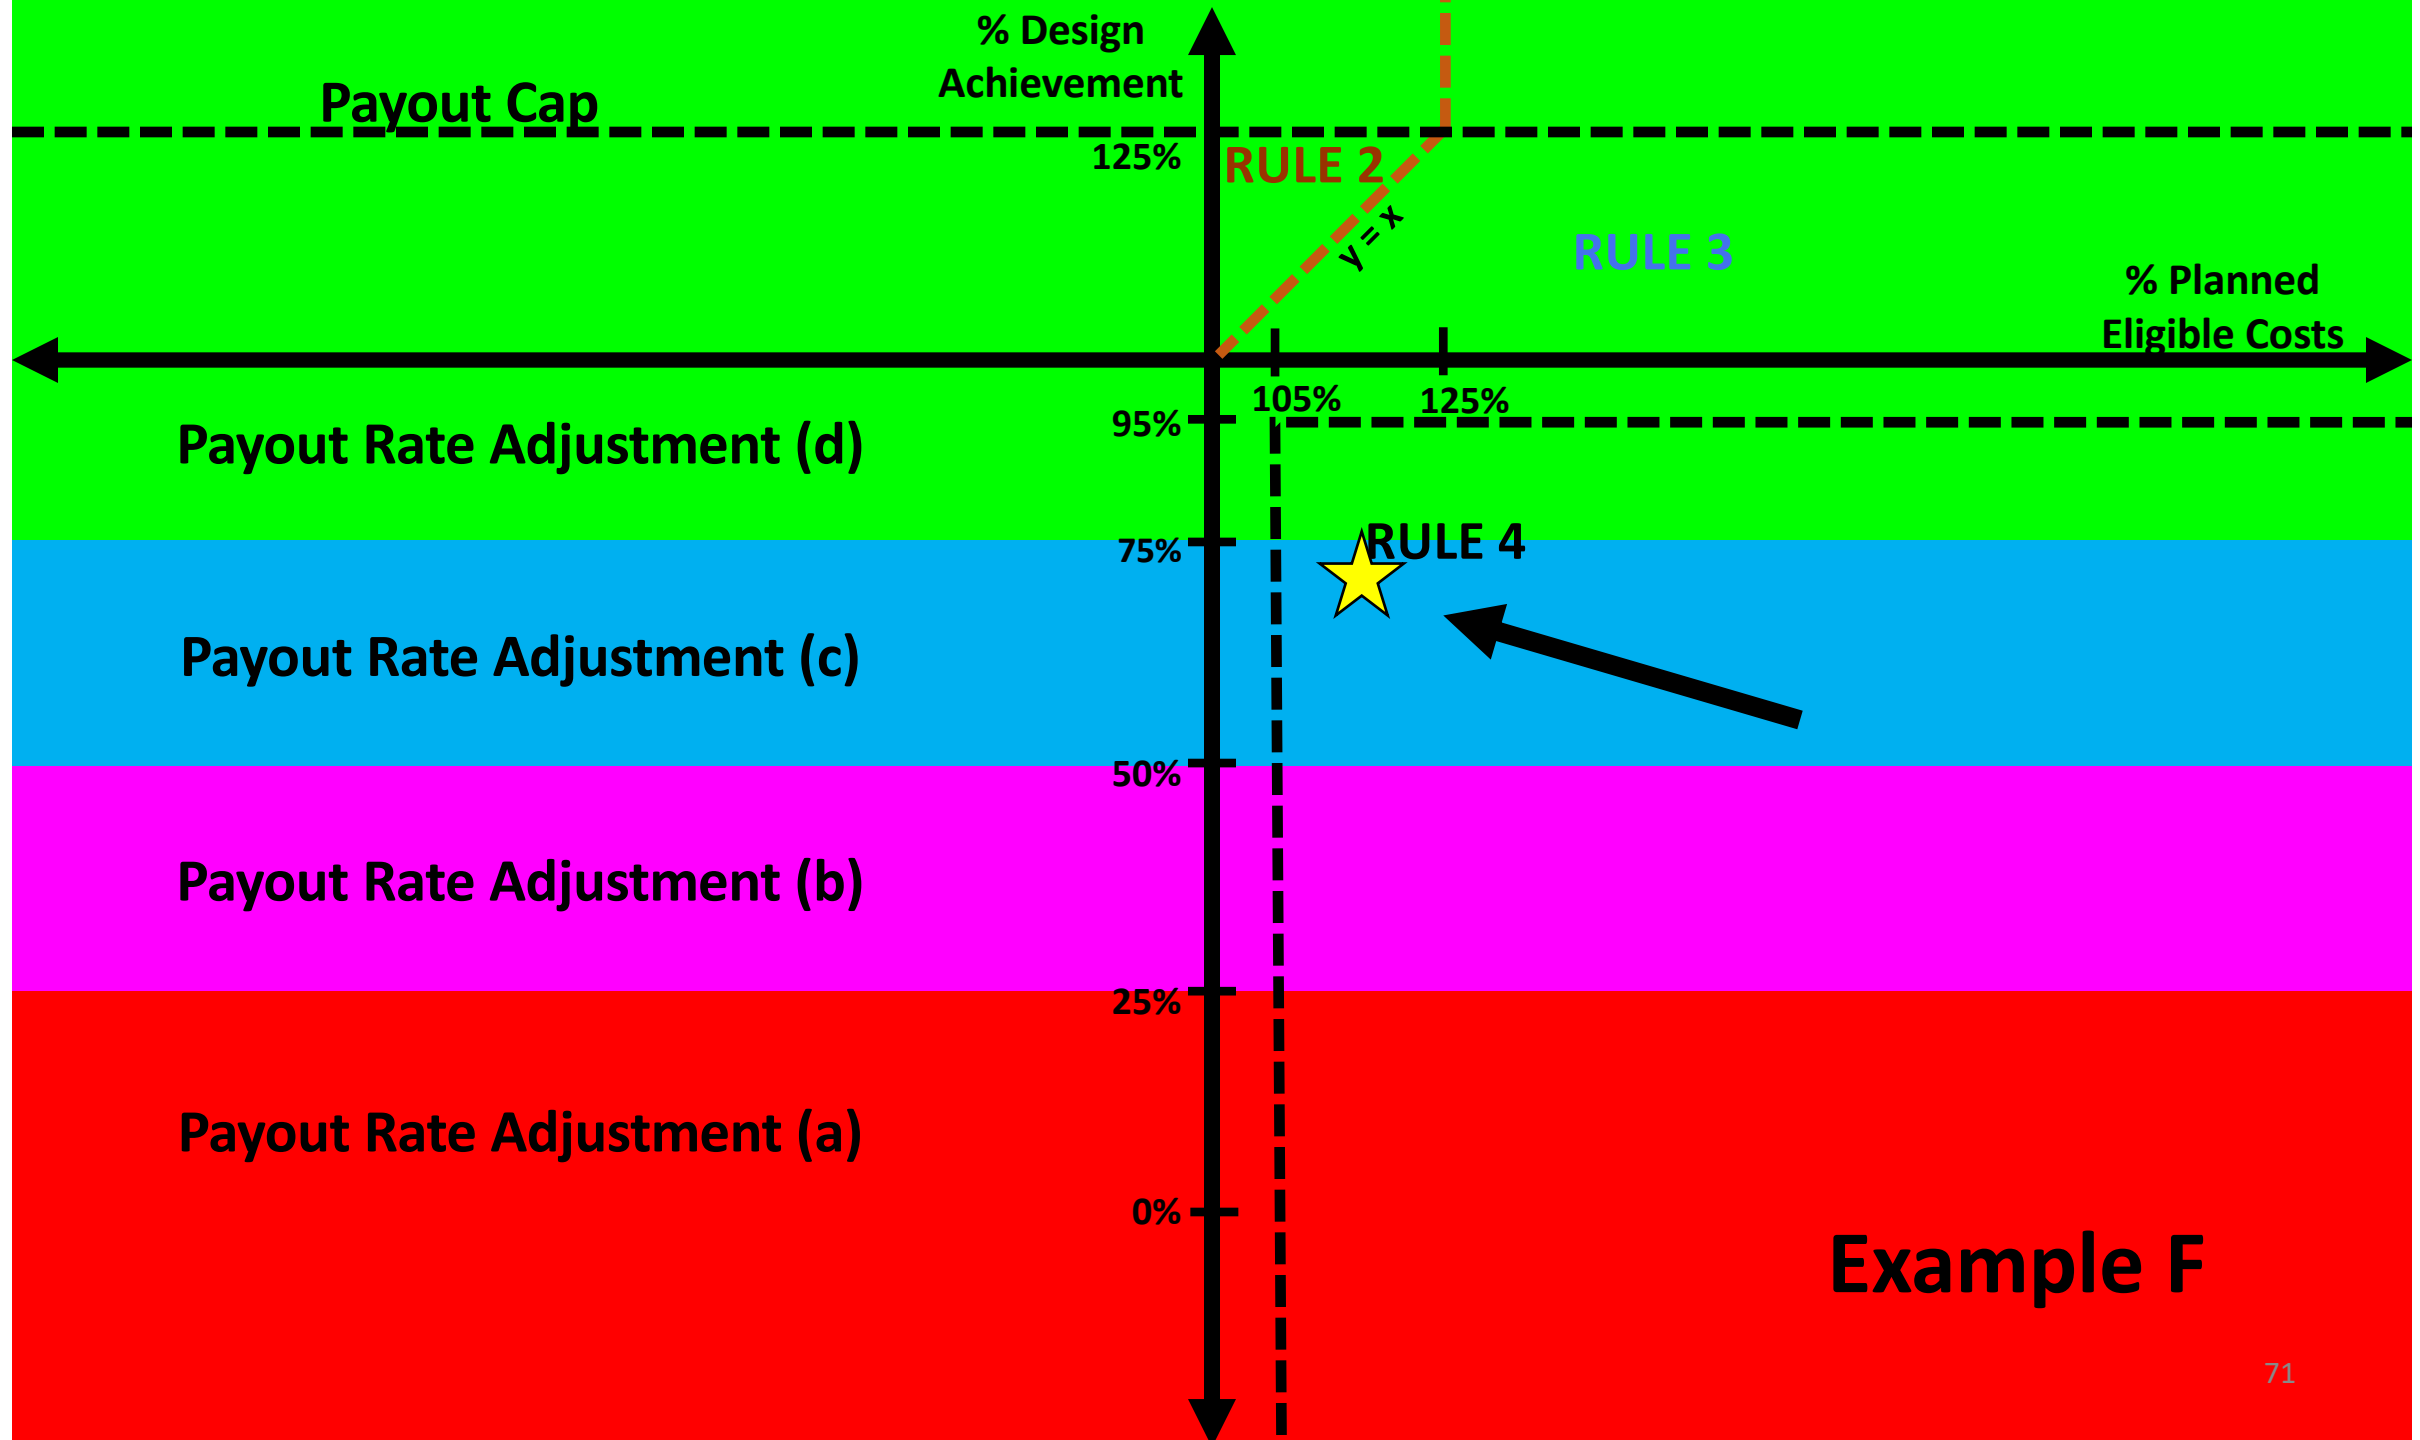 % Design
Achievement
Payout Cap
125%
RULE 2
y = x
RULE 3
% Planned
Eligible Costs
105%
125%
95%
Payout Rate Adjustment (d)
RULE 4
75%
Payout Rate Adjustment (c)
50%
Payout Rate Adjustment (b)
25%
Payout Rate Adjustment (a)
0%
Example F
71